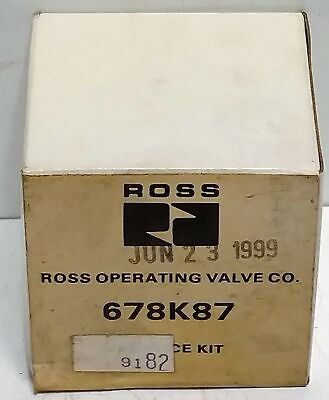 ROSS
JUN 23 1999
ROSS OPERATING VALVE CO.
678K87
CE KIT
9182